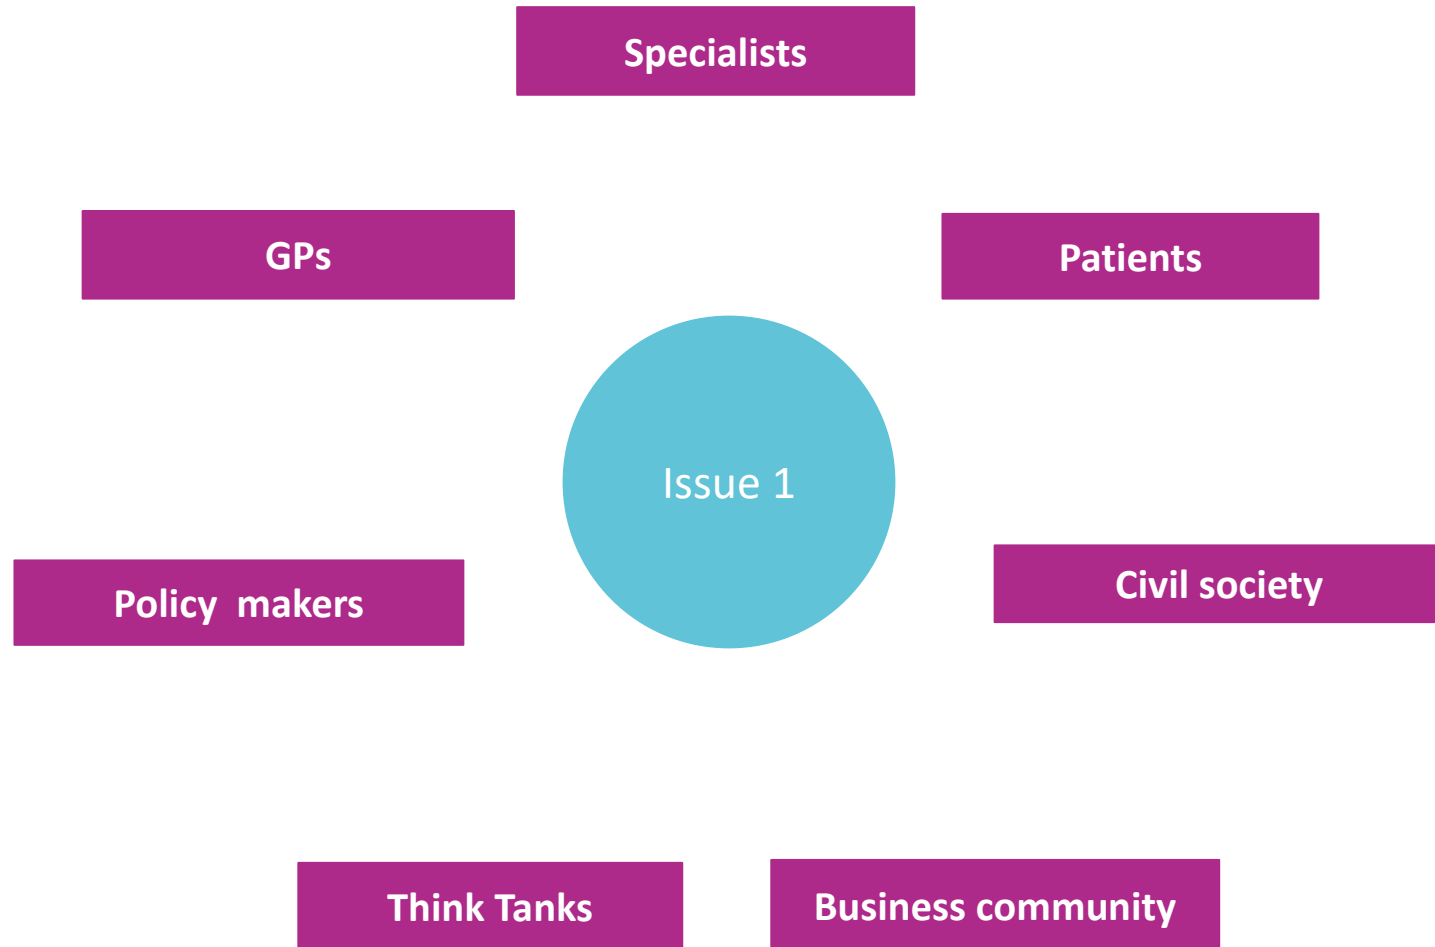 Specialists
GPs
Patients
Issue 1
Civil society
Policy  makers
Think Tanks
Business community